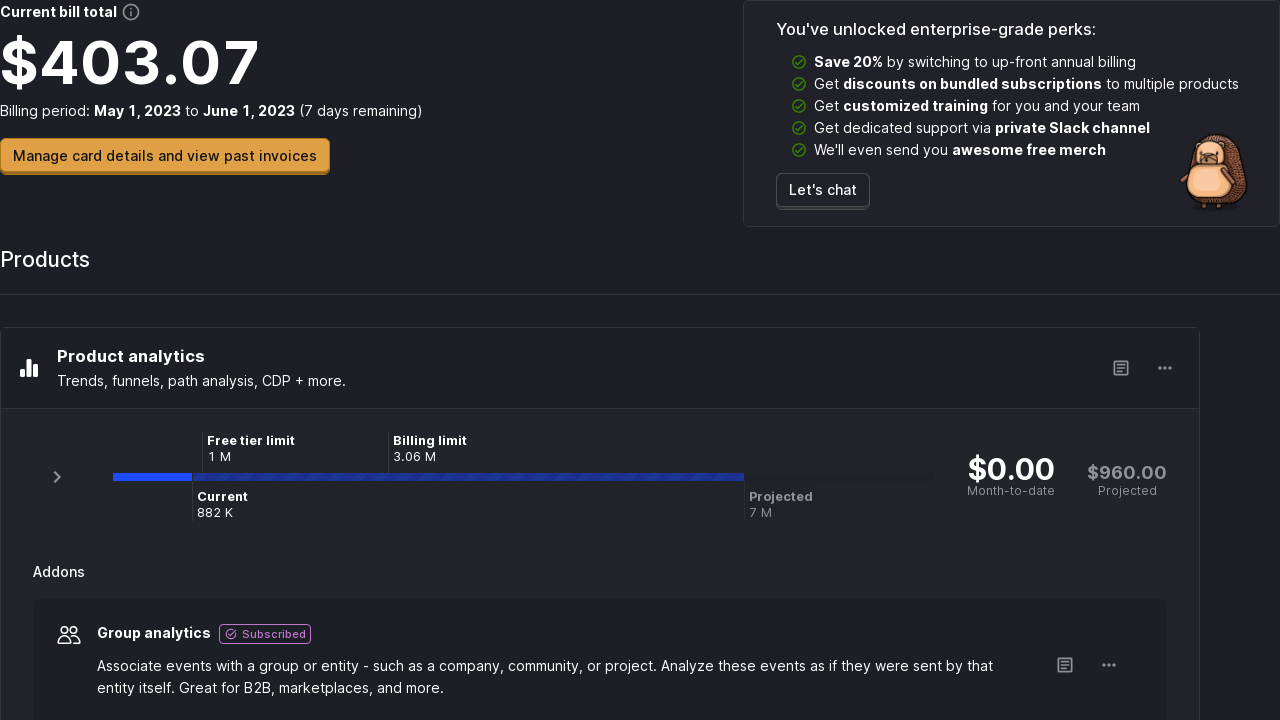 Current bill total
$403.07
Billing period: May 1, 2023 to June 1, 2023 (7 days remaining)
Manage card details and view past invoices
You've unlocked enterprise-grade perks:
Save 20% by switching to up-front annual billing
Get discounts on bundled subscriptions to multiple products
Get customized training for you and your team
Get dedicated support via private Slack channel
We'll even send you awesome free merch
Let's chat
Products
Product analytics
Trends, funnels, path analysis, CDP + more.
Free tier limit
1 M
Billing limit
3.06 M
Current
882 K
Projected
7 M
$0.00
Month-to-date
$960.00
Projected
Addons
Group analytics
Subscribed
Associate events with a group or entity - such as a company, community, or project. Analyze these events as if they were sent by that
entity itself. Great for B2B, marketplaces, and more.